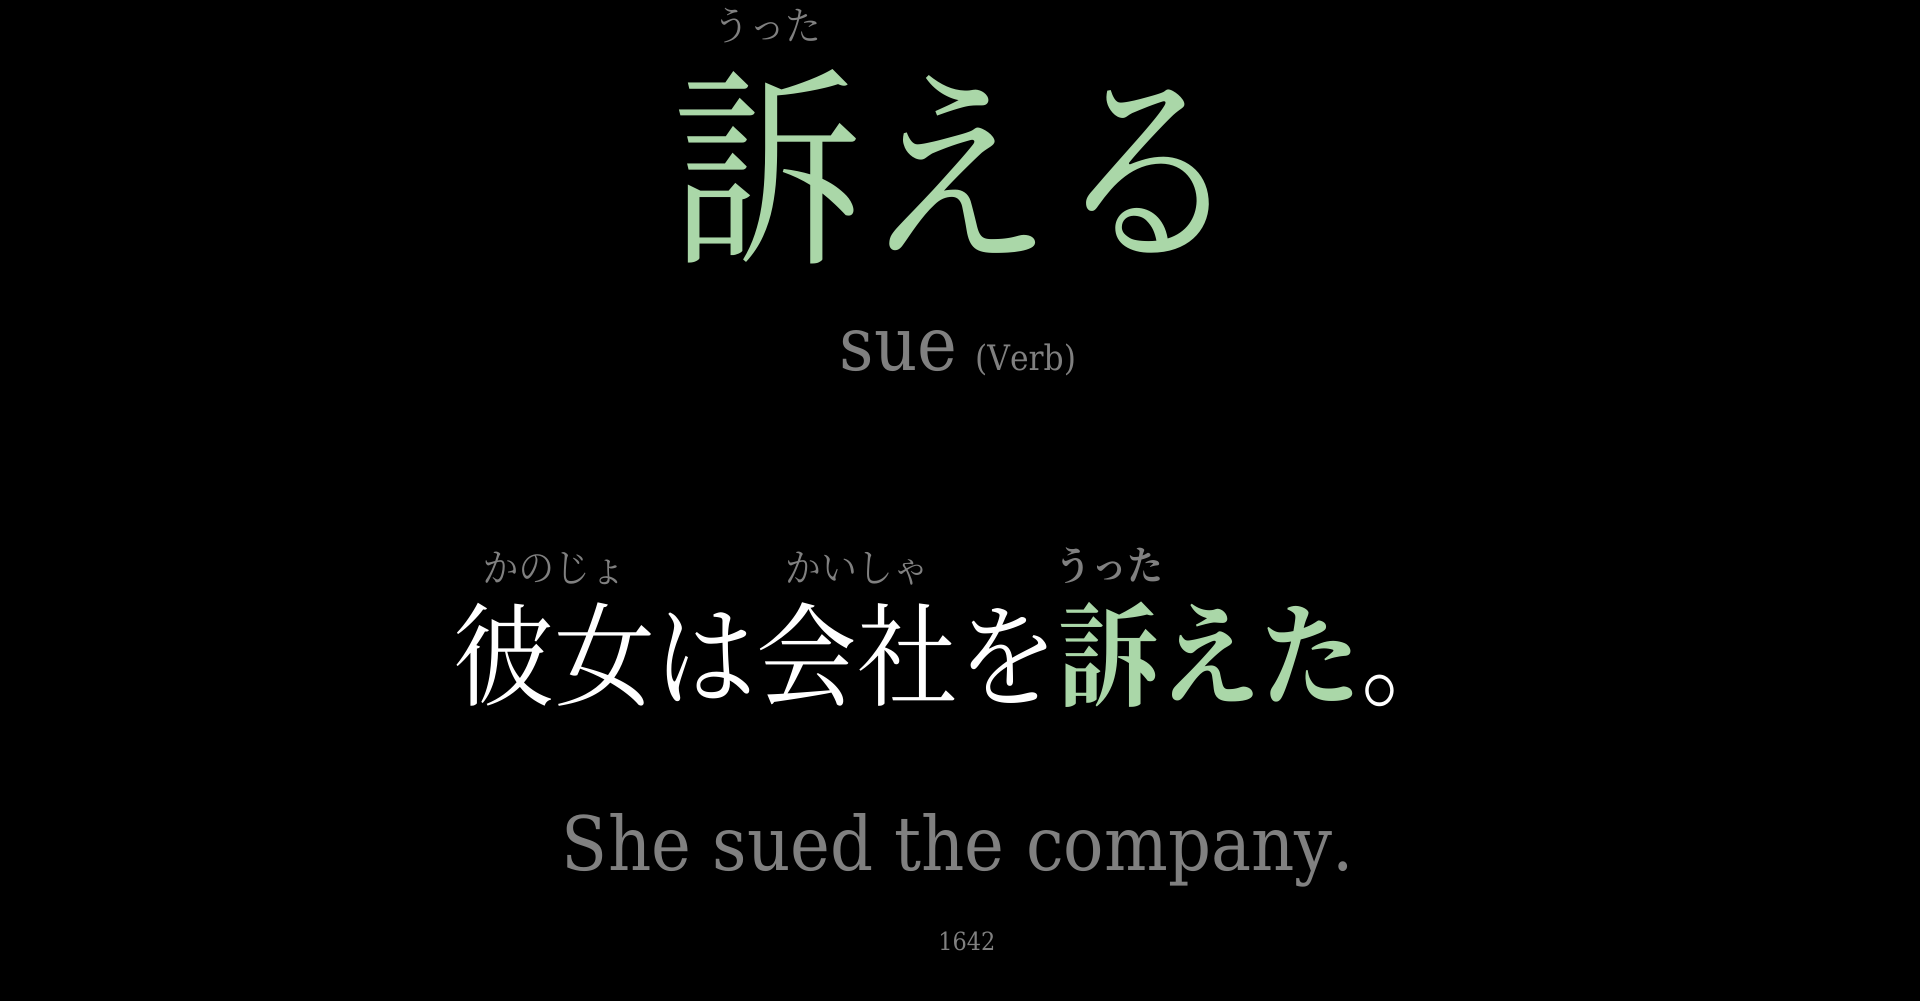 うった
訴える
sue (Verb)
かのじょ かいしゃ うった
彼女は会社を訴えた。
She sued the company.
1642